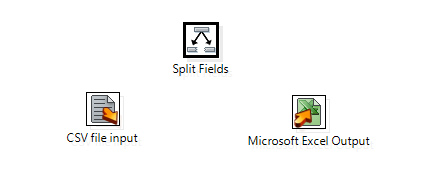 Split Fields
CSV file input
Microsoft Excel Output